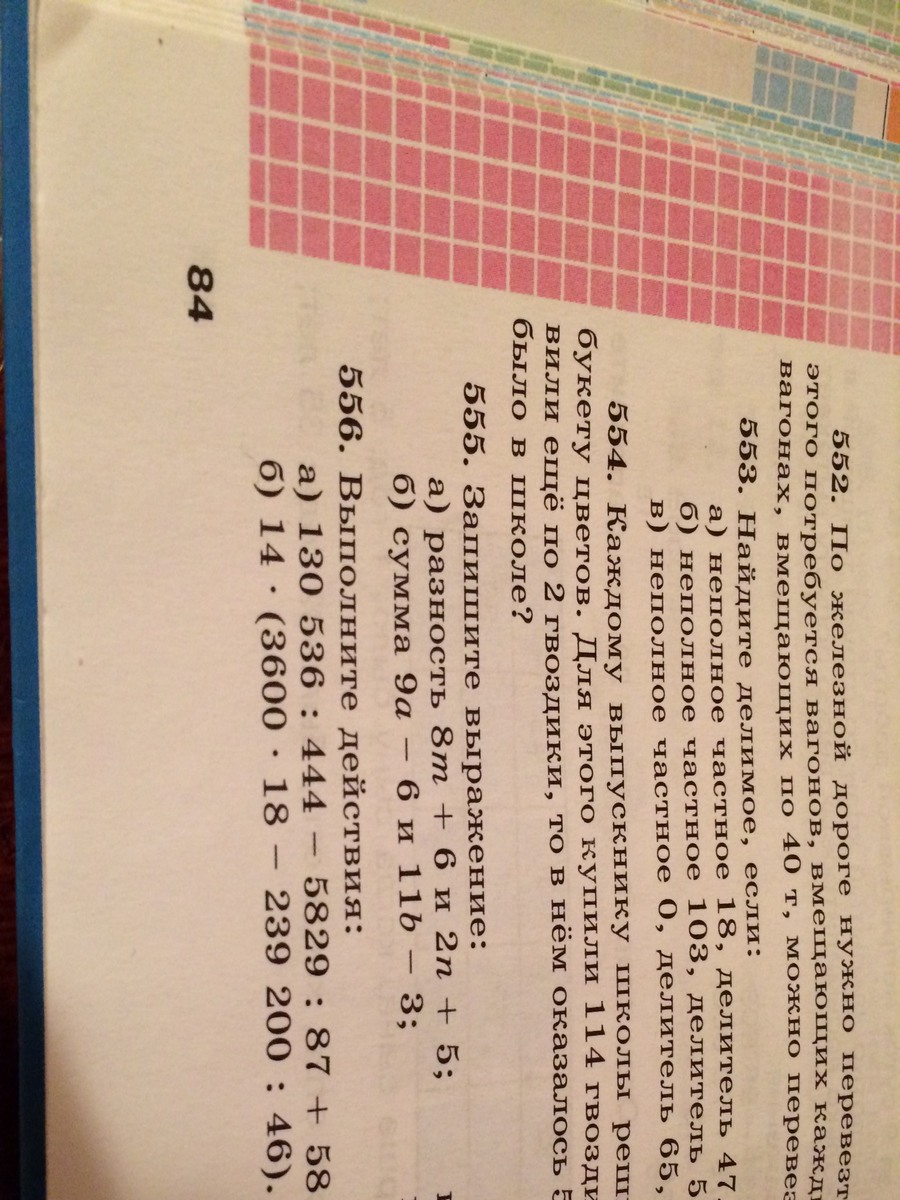 552. По железной дороге нужно перевезт
этого потребуется вагонов, вмещающих кажд
вагонах, вмещающих по 40 т, можно перевез
553. Найдите делимое, если:
а) неполное частное 18, делитель 47,
б) неполное частное 103, делитель 5
в) неполное частное 0, делитель 65,
554. Каждому выпускнику школы реш
букету цветов. Для этого купили 114 гвозди
вили ещё по 2 гвоздики, то в нём оказалось 5
было в школе?
555. Запишите выражение:
а) разность 8m + 6 и 2n + 5;
б) сумма 9a − 6 и 11b − 3;
556. Выполните действия:
а) 130 536 : 444 − 5829 : 87 + 58
б) 14 · (3600 · 18 − 239 200 : 46).
84